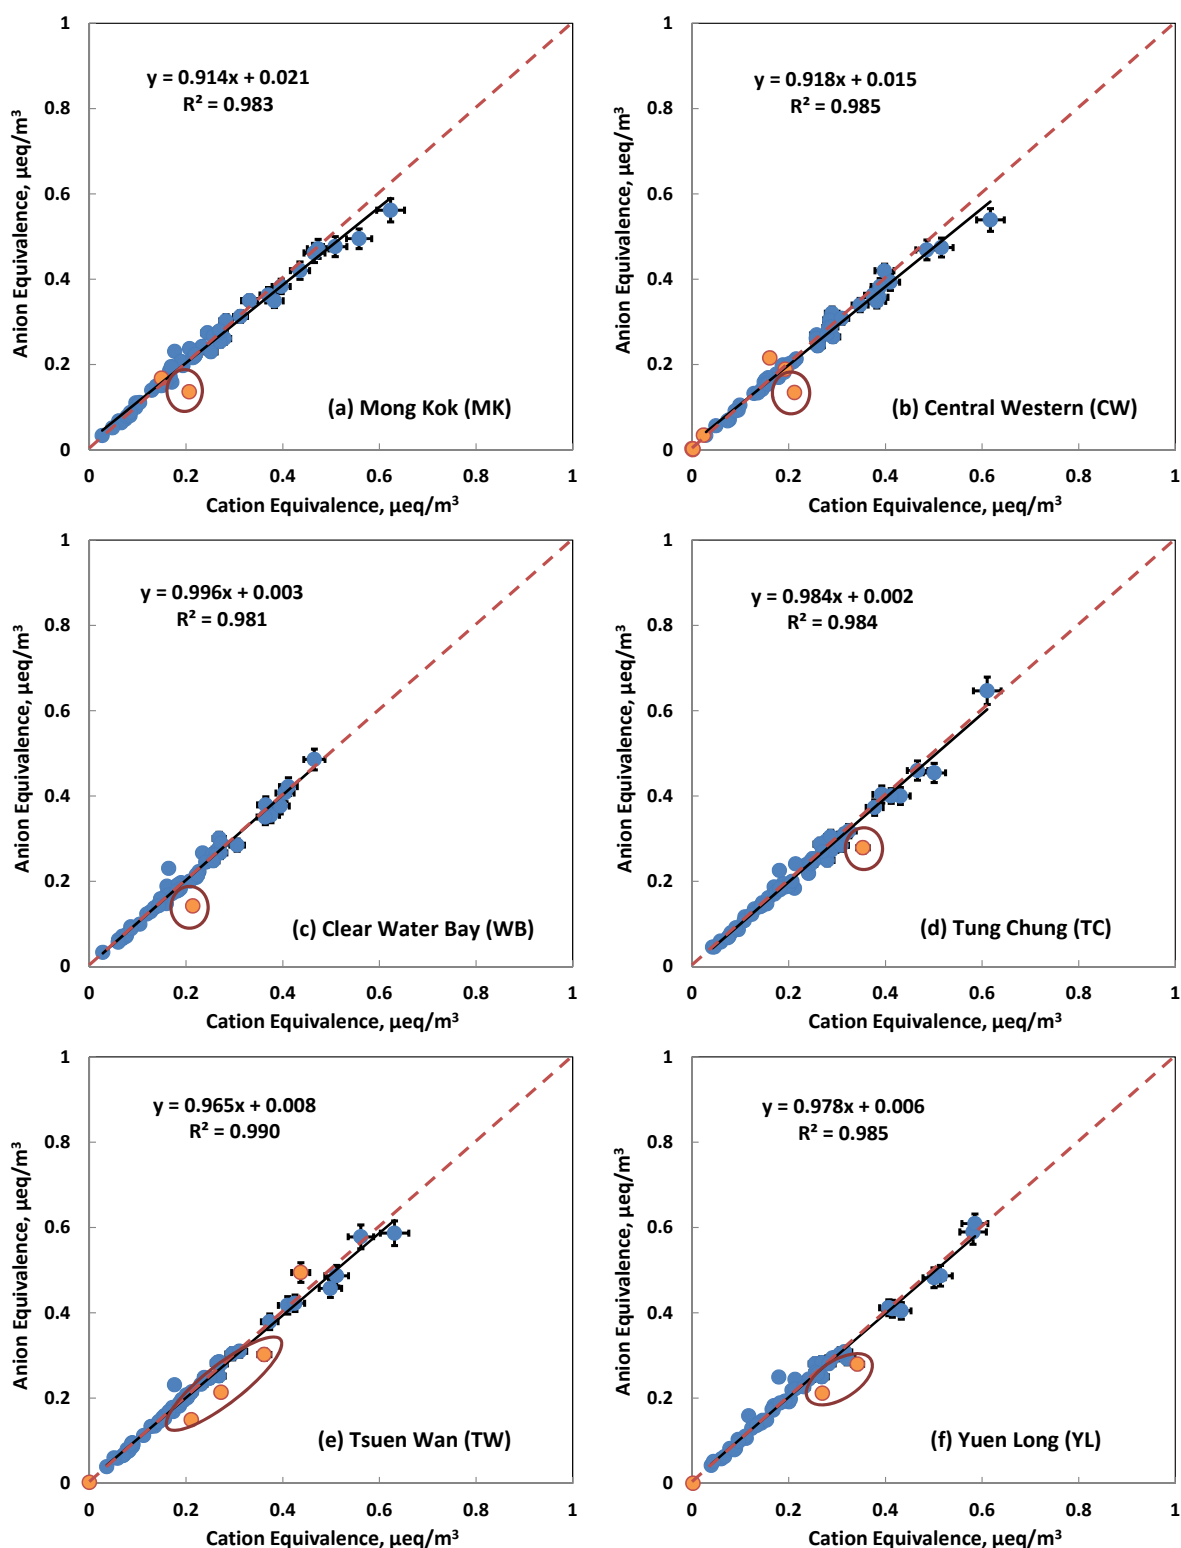 1
0.8
0.6
0.4
0.2
0
0 0.2 0.4 0.6 0.8 1
Anion Equivalence, µeq/m³
Cation Equivalence, µeq/m³
y = 0.914x + 0.021
R² = 0.983
(a) Mong Kok (MK)
1
0.8
0.6
0.4
0.2
0
0 0.2 0.4 0.6 0.8 1
Anion Equivalence, µeq/m³
Cation Equivalence, µeq/m³
y = 0.918x + 0.015
R² = 0.985
(b) Central Western (CW)
1
0.8
0.6
0.4
0.2
0
0 0.2 0.4 0.6 0.8 1
Anion Equivalence, µeq/m³
Cation Equivalence, µeq/m³
y = 0.996x + 0.003
R² = 0.981
(c) Clear Water Bay (WB)
1
0.8
0.6
0.4
0.2
0
0 0.2 0.4 0.6 0.8 1
Anion Equivalence, µeq/m³
Cation Equivalence, µeq/m³
y = 0.984x + 0.002
R² = 0.984
(d) Tung Chung (TC)
1
0.8
0.6
0.4
0.2
0
0 0.2 0.4 0.6 0.8 1
Anion Equivalence, µeq/m³
Cation Equivalence, µeq/m³
y = 0.965x + 0.008
R² = 0.990
(e) Tsuen Wan (TW)
1
0.8
0.6
0.4
0.2
0
0 0.2 0.4 0.6 0.8 1
Anion Equivalence, µeq/m³
Cation Equivalence, µeq/m³
y = 0.978x + 0.006
R² = 0.985
(f) Yuen Long (YL)